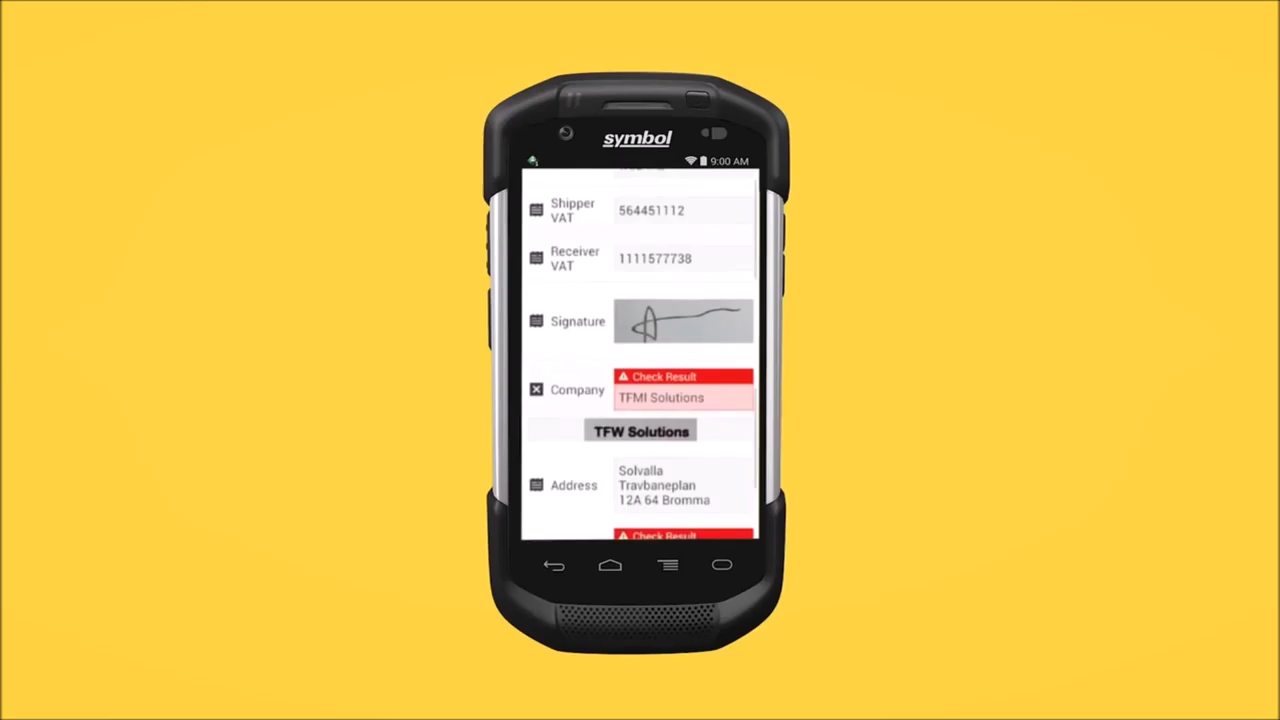 symbol
9:00 AM
Shipper
VAT
564451112
Receiver
VAT
1111577738
Signature
Check Result
Company
TFMI Solutions
TFW Solutions
Address
Solvalla
Travbaneplan
12A 64 Bromma
Check Result